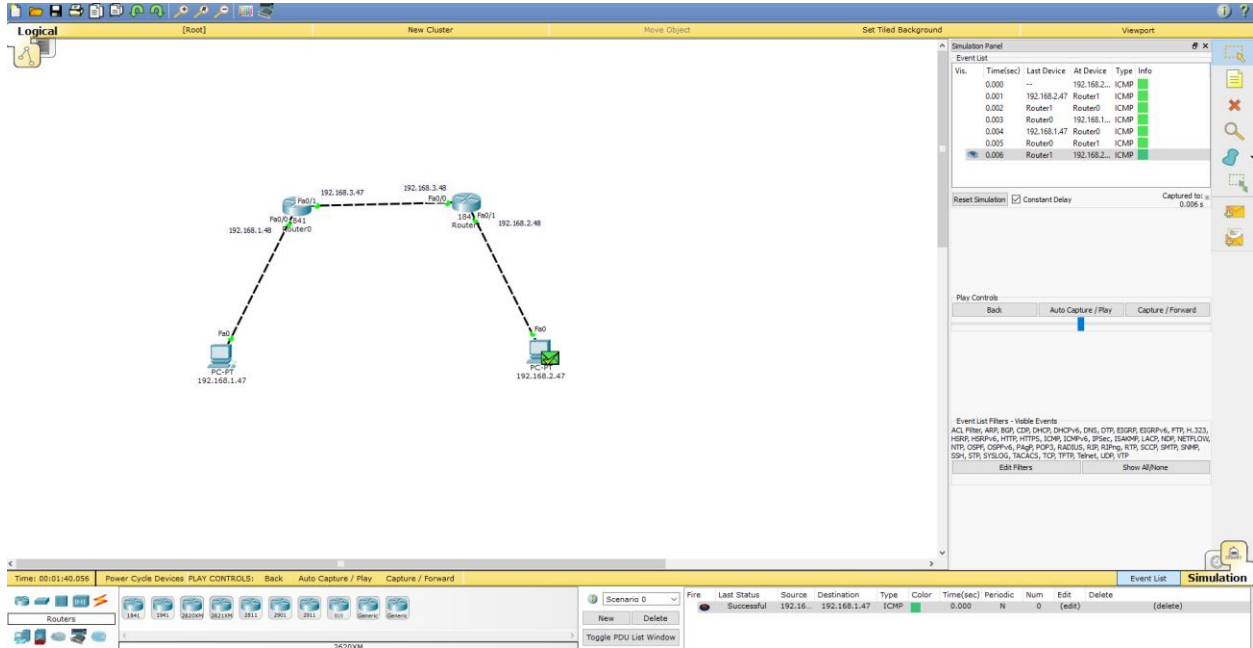 Logical [Root] New Cluster Move Object Set Tiled Background Viewport
Simulation Panel
Event List
Vis. Time(sec) Last Device At Device Type Info
0.000 -- 192.168.2... ICMP
0.001 192.168.2.47 Router1 ICMP
0.002 Router1 Router0 ICMP
0.003 Router0 192.168.1... ICMP
0.004 192.168.1.47 Router0 ICMP
0.005 Router0 Router1 ICMP
0.006 Router1 192.168.2... ICMP
Reset Simulation Constant Delay Captured to:
0.006 s
192.168.3.47 192.168.3.48
Fa0/1 Fa0/0
Fa0/0 1841 Fa0/1
192.168.1.48 Router0 192.168.2.48
Play Controls
Back Auto Capture / Play Capture / Forward
Fa0 Fa0
PC-PT PC-PT
192.168.1.47 192.168.2.47
Event List Filters - Visible Events
ACL Filter, ARP, BGP, CDP, DHCP, DHCPv6, DNS, DTP, EIGRP, EIGRPv6, FTP, H.323,
HSRP, HSRPv6, HTTP, HTTPS, ICMP, ICMPv6, IPSec, ISAKMP, LACP, NDP, NETFLOW,
NTP, OSPF, OSPFv6, PAgP, POP3, RADIUS, RIP, RIPng, RTP, SCCP, SMTP, SNMP,
SSH, STP, SYSLOG, TACACS, TCP, TFTP, Telnet, UDP, VTP
Edit Filters Show All/None
Time: 00:01:40.056 Power Cycle Devices PLAY CONTROLS: Back Auto Capture / Play Capture / Forward Event List Simulation
Routers
1841 1941 2620XM 2621XM 2811 2901 2911 819 Generic Generic
2620XM
Scenario 0
New Delete
Toggle PDU List Window
Fire Last Status Source Destination Type Color Time(sec) Periodic Num Edit Delete
Successful 192.16... 192.168.1.47 ICMP 0.000 N 0 (edit) (delete)